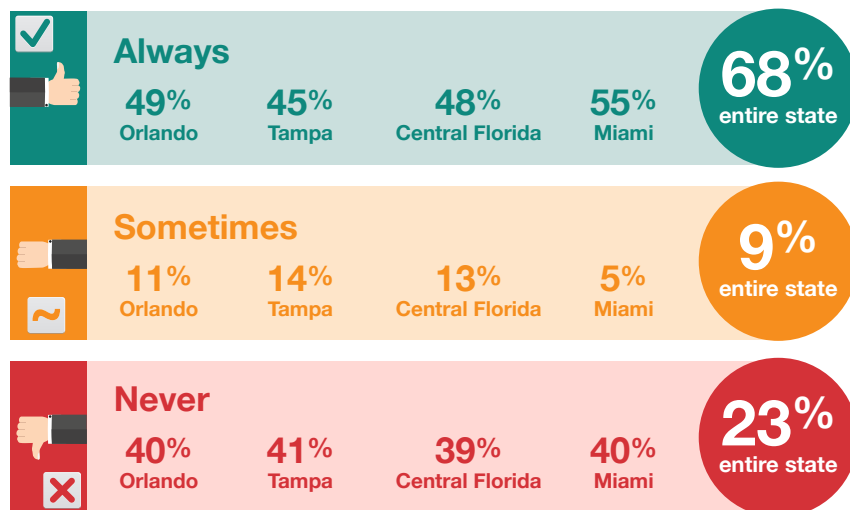 Always
49% 45% 48% 55%
Orlando Tampa Central Florida Miami
68%
entire state
Sometimes
11% 14% 13% 5%
Orlando Tampa Central Florida Miami
9%
entire state
Never
40% 41% 39% 40%
Orlando Tampa Central Florida Miami
23%
entire state